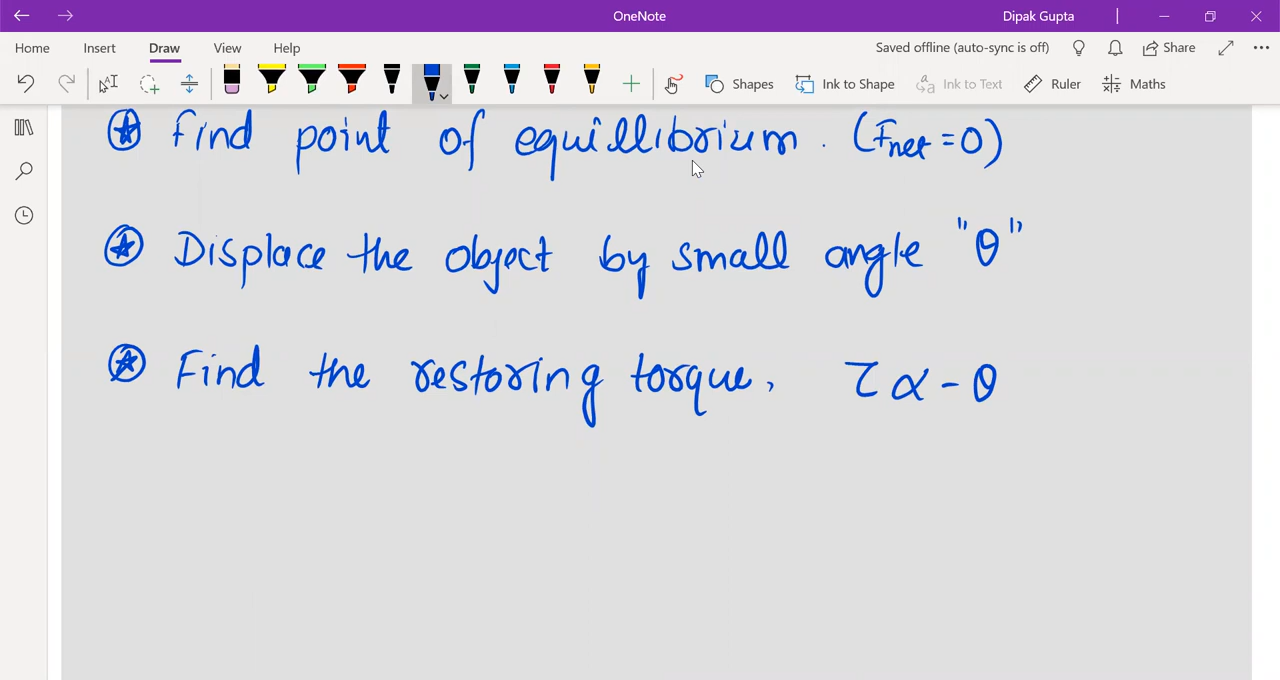 OneNote
Dipak Gupta
Home Insert Draw View Help
Saved offline (auto-sync is off)
Share
Shapes
Ink to Shape
Ink to Text
Ruler
Maths
Find point of equillibrium. (Fnet = 0)
Displace the object by small angle "θ"
Find the restoring torque, τ α - θ